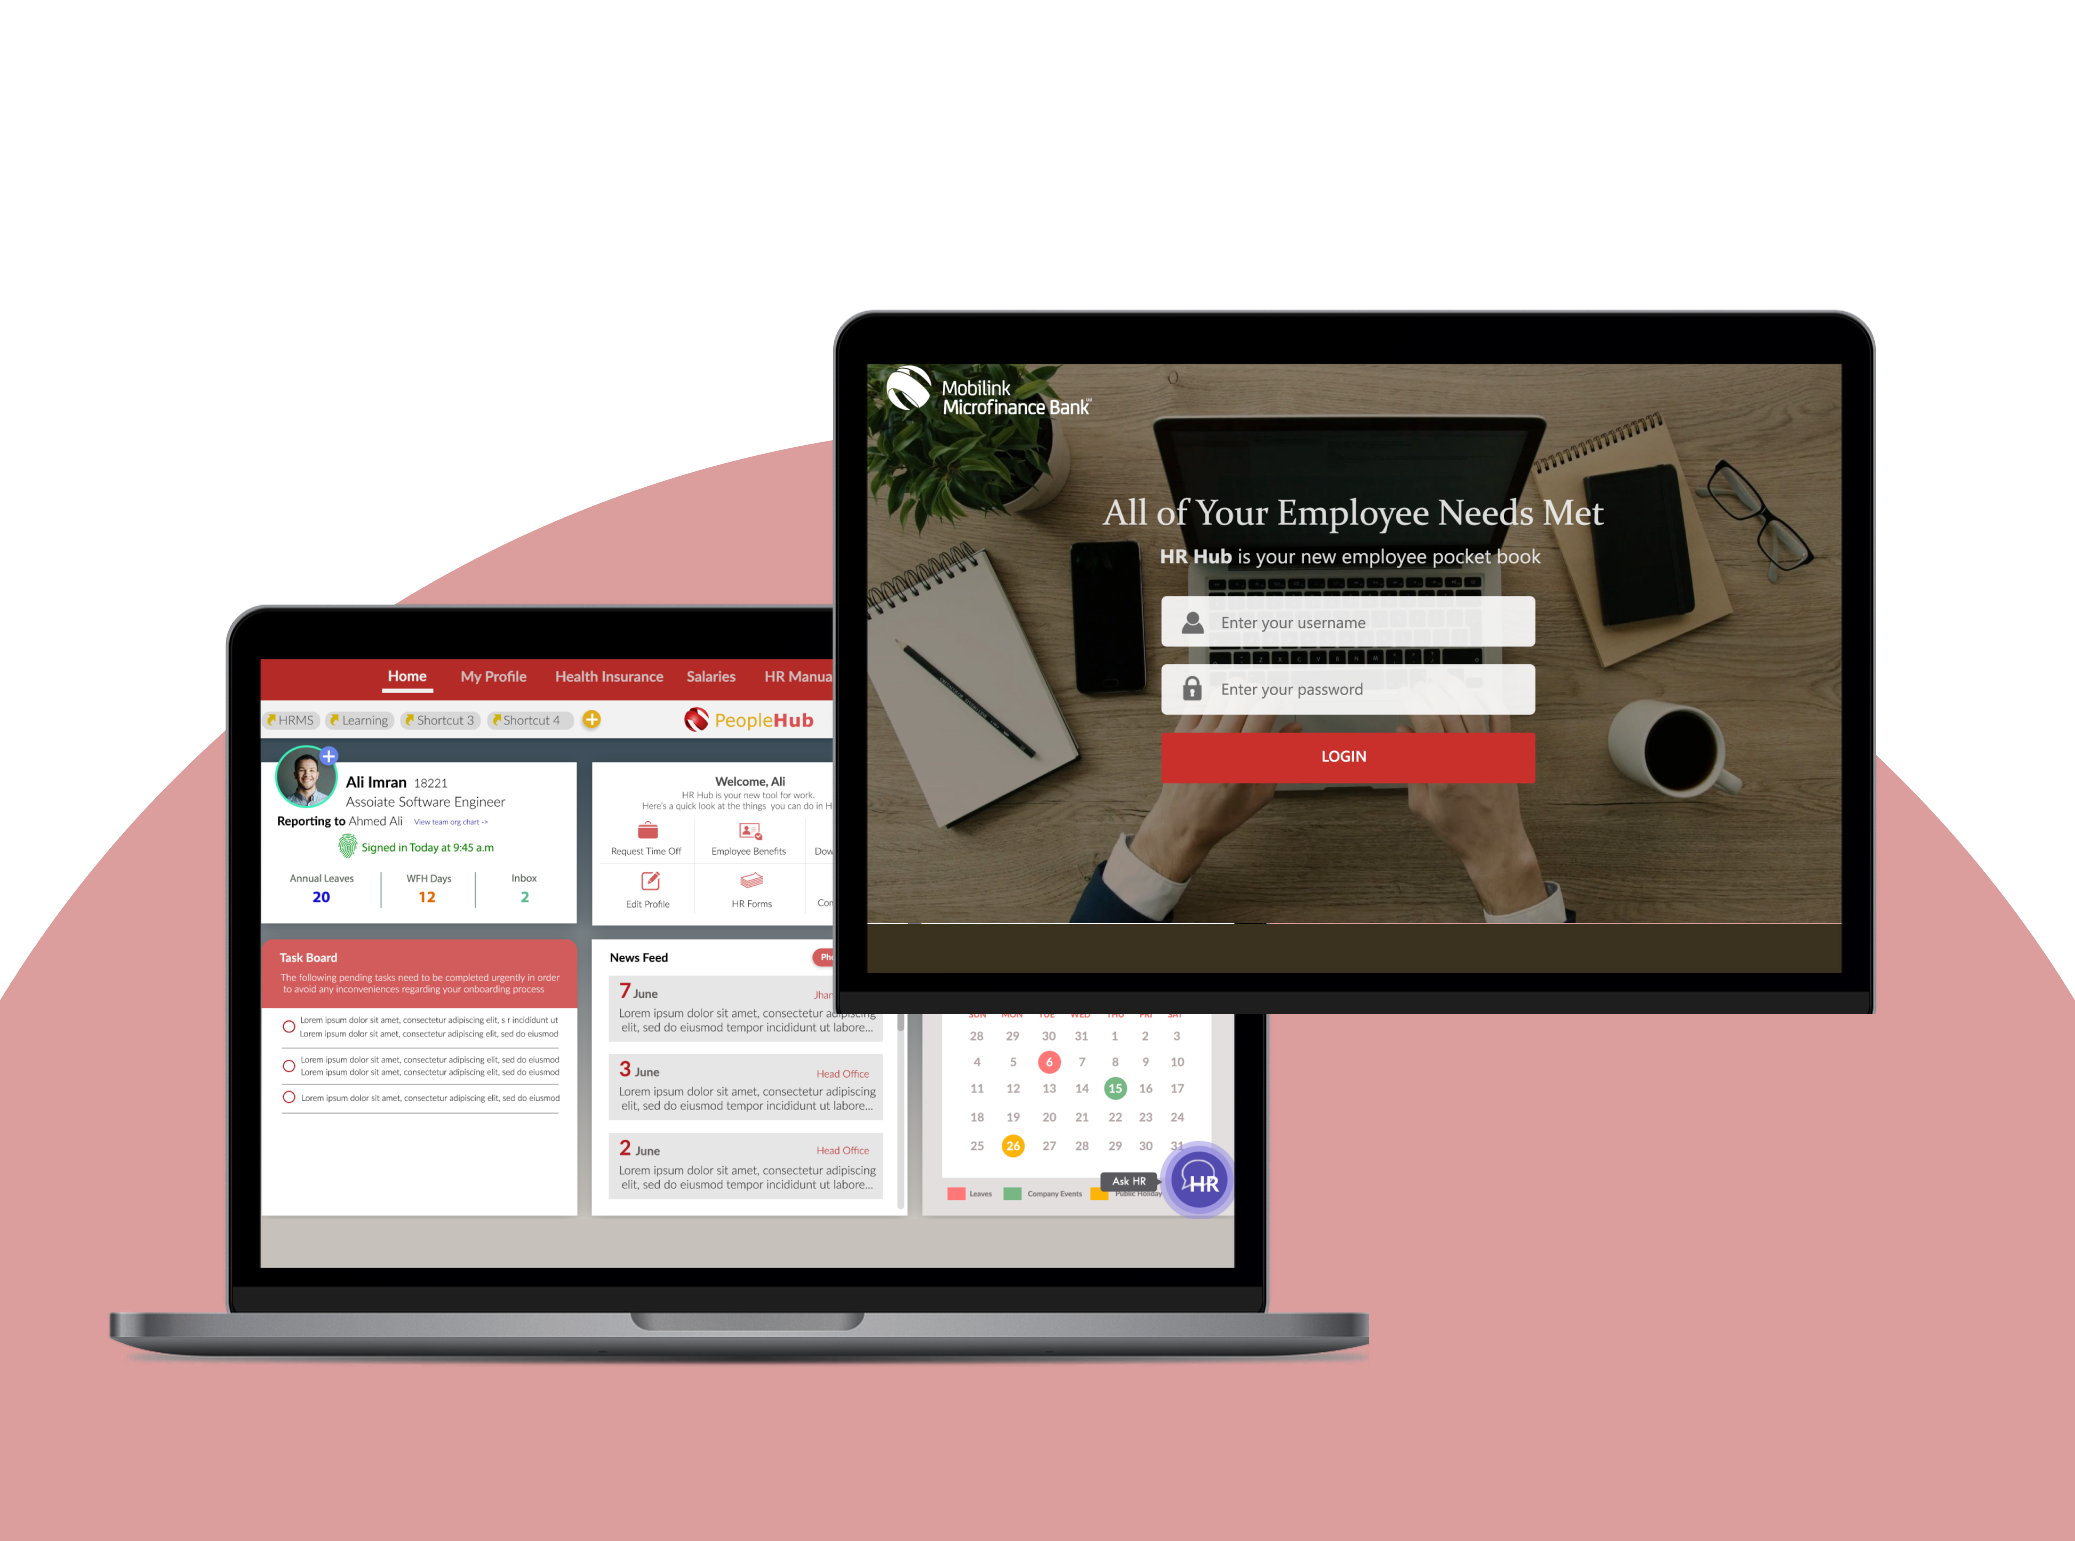 Mobilink
Microfinance Bank
All of Your Employee Needs Met
HR Hub is your new employee pocket book
Enter your username
Enter your password
LOGIN
Home My Profile Health Insurance Salaries HR Manua
HRMS Learning Shortcut 3 Shortcut 4
PeopleHub
Ali Imran 18221
Assoiate Software Engineer
Reporting to Ahmed Ali View team org chart ->
Signed in Today at 9:45 a.m
Annual Leaves WFH Days Inbox
20 12 2
Welcome, Ali
HR Hub is your new tool for work.
Here's a quick look at the things you can do in H
Request Time Off Employee Benefits Dow
Edit Profile HR Forms Con
Task Board
The following pending tasks need to be completed urgently in order
to avoid any inconveniences regarding your onboarding process
Lorem ipsum dolor sit amet, consectetur adipiscing elit, s r incididunt ut
Lorem ipsum dolor sit amet, consectetur adipiscing elit, sed do eiusmod
Lorem ipsum dolor sit amet, consectetur adipiscing elit, sed do eiusmod
Lorem ipsum dolor sit amet, consectetur adipiscing elit, sed do eiusmod
Lorem ipsum dolor sit amet, consectetur adipiscing elit, sed do eiusmod
News Feed Pho
7 June Jhan
Lorem ipsum dolor sit amet, consectetur adipiscing
elit, sed do eiusmod tempor incididunt ut labore...
3 June Head Office
Lorem ipsum dolor sit amet, consectetur adipiscing
elit, sed do eiusmod tempor incididunt ut labore...
2 June Head Office
Lorem ipsum dolor sit amet, consectetur adipiscing
elit, sed do eiusmod tempor incididunt ut labore...
SUN MON TUE WED THU FRI SAT
28 29 30 31 1 2 3
4 5 6 7 8 9 10
11 12 13 14 15 16 17
18 19 20 21 22 23 24
25 26 27 28 29 30 31
Ask HR
HR
Leaves Company Events Public Holiday